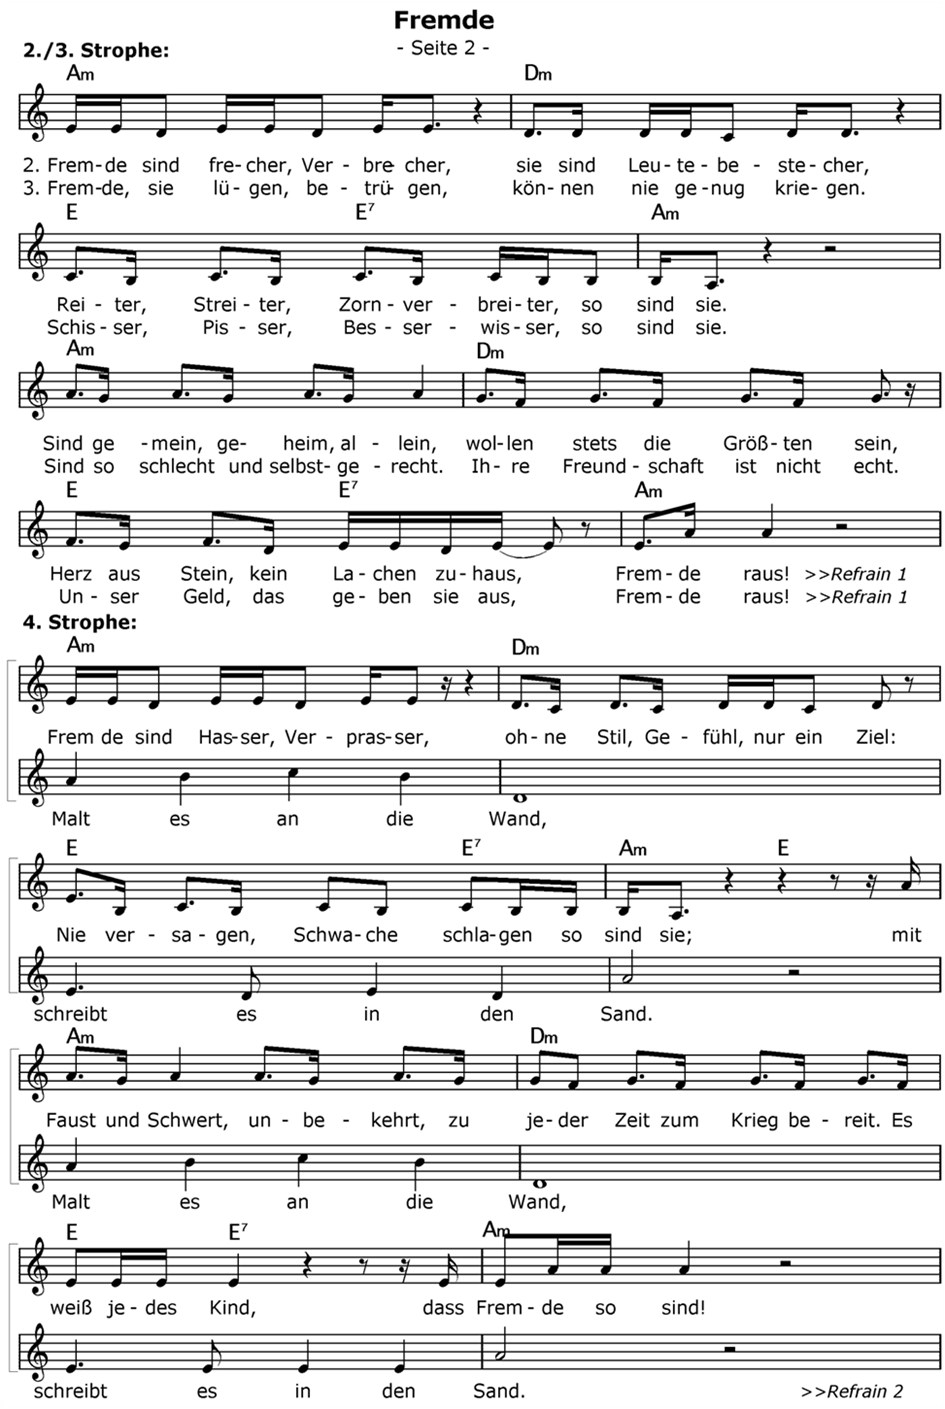 Fremde
- Seite 2 -
2./3. Strophe:
Am Dm
2. Frem-de sind fre-cher, Ver - bre cher, sie sind Leu - te - be - ste-cher,
3. Frem-de, sie lü - gen, be - trü - gen, kön - nen nie ge -nug krie - gen.
E E7 Am
Rei - ter, Strei - ter, Zorn - ver - brei - ter, so sind sie.
Schis - ser, Pis - ser, Bes - ser - wis - ser, so sind sie.
Am Dm
Sind ge -mein, ge- heim, al - lein, wol - len stets die Größ - ten sein,
Sind so schlecht und selbst-ge - recht. Ih - re Freund - schaft ist nicht echt.
E E7 Am
Herz aus Stein, kein La - chen zu - haus, Frem - de raus! >>Refrain 1
Un - ser Geld, das ge - ben sie aus, Frem - de raus! >>Refrain 1
4. Strophe:
Am Dm
Frem de sind Has-ser, Ver - pras-ser, oh - ne Stil, Ge - fühl, nur ein Ziel:
Malt es an die Wand,
E E7 Am E
Nie ver - sa - gen, Schwa - che schla-gen so sind sie; mit
schreibt es in den Sand.
Am Dm
Faust und Schwert, un - be - kehrt, zu je - der Zeit zum Krieg be - reit. Es
Malt es an die Wand,
E E7 Am
weiß je - des Kind, dass Frem - de so sind!
schreibt es in den Sand. >>Refrain 2